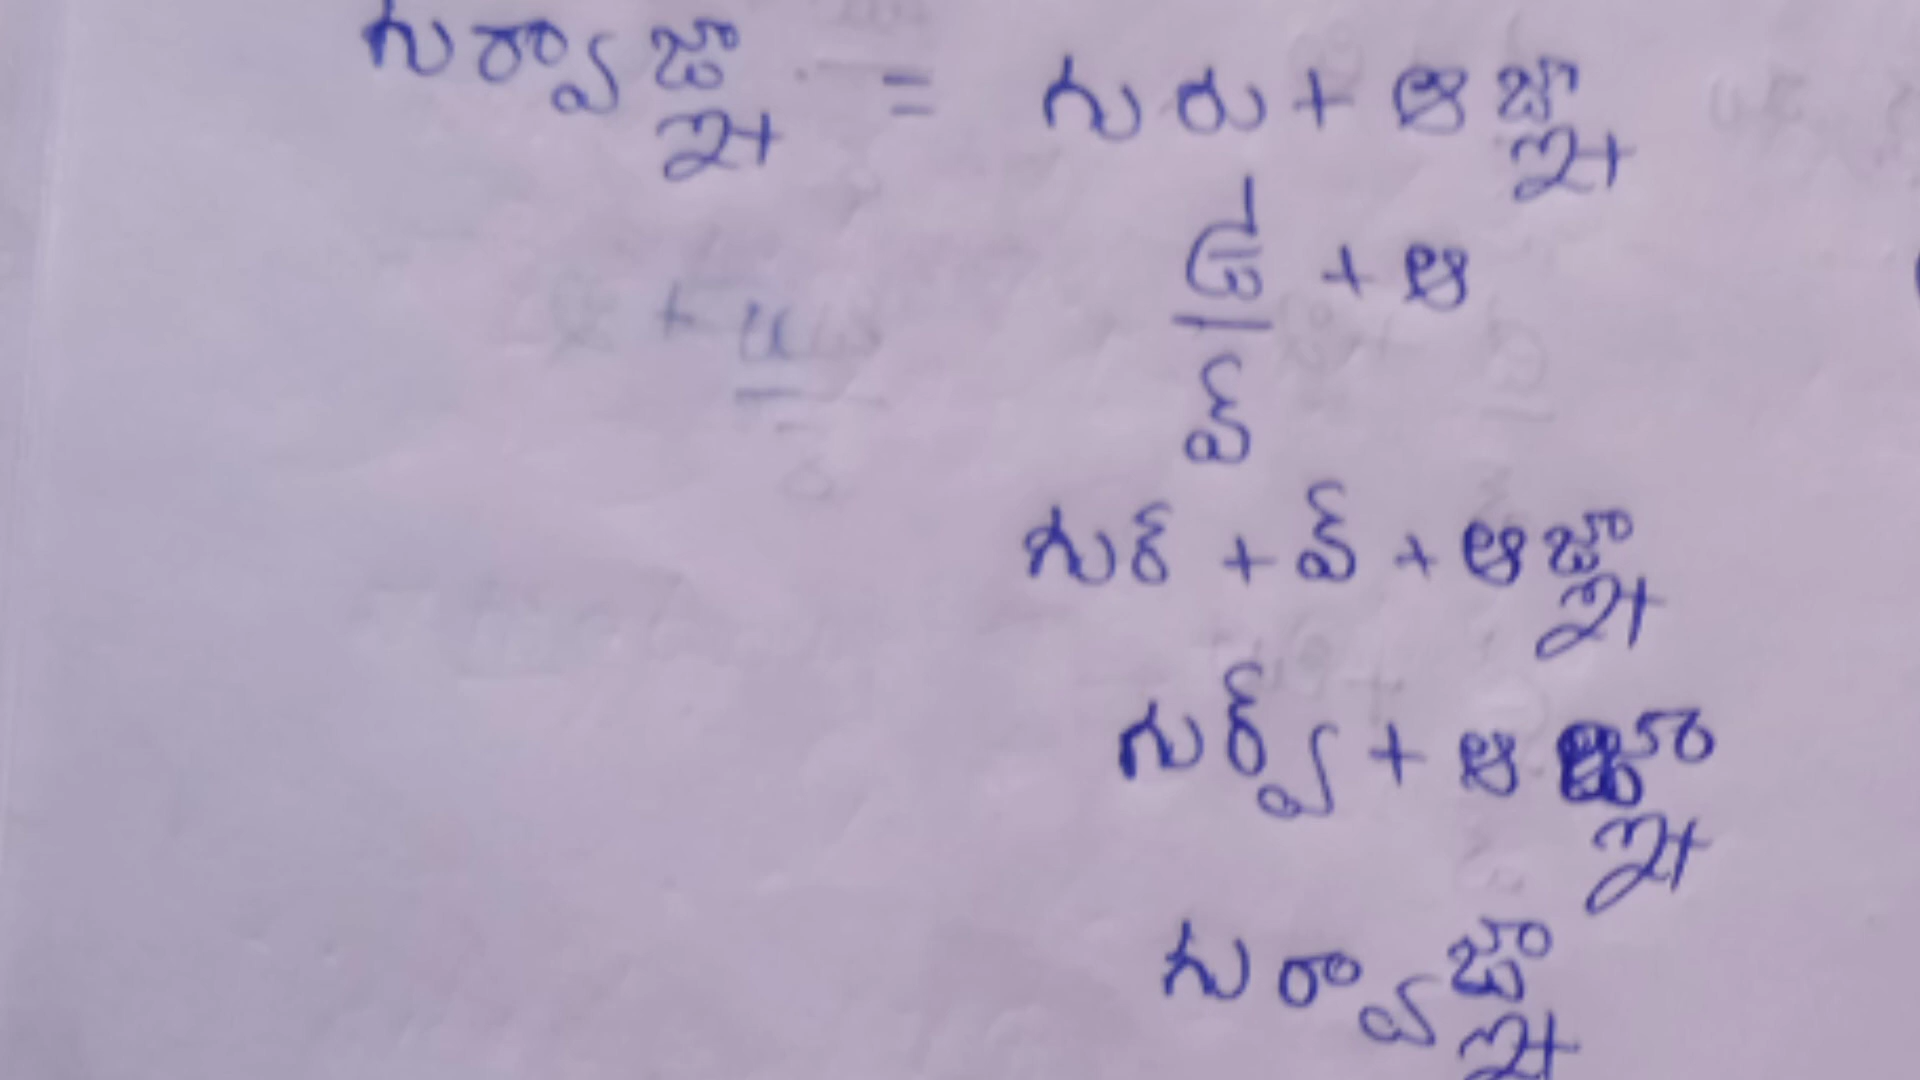 గుర్వాజ్ఞా = గురు + ఆజ్ఞా
ఉ + ఆ
వ్
గుర్ + వ్ + ఆజ్ఞా
గుర్వ్ + ఆజ్ఞా
గుర్వాజ్ఞా